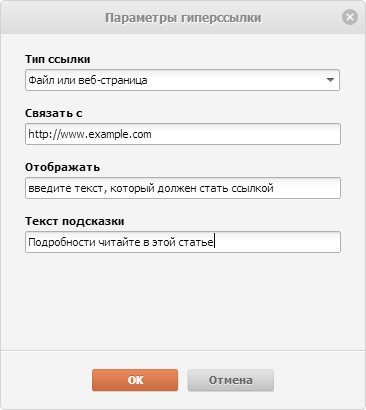 Параметры гиперссылки
Тип ссылки
Файл или веб-страница
Связать с
http://www.example.com
Отображать
введите текст, который должен стать ссылкой
Текст подсказки
Подробности читайте в этой статье
ОК
Отмена